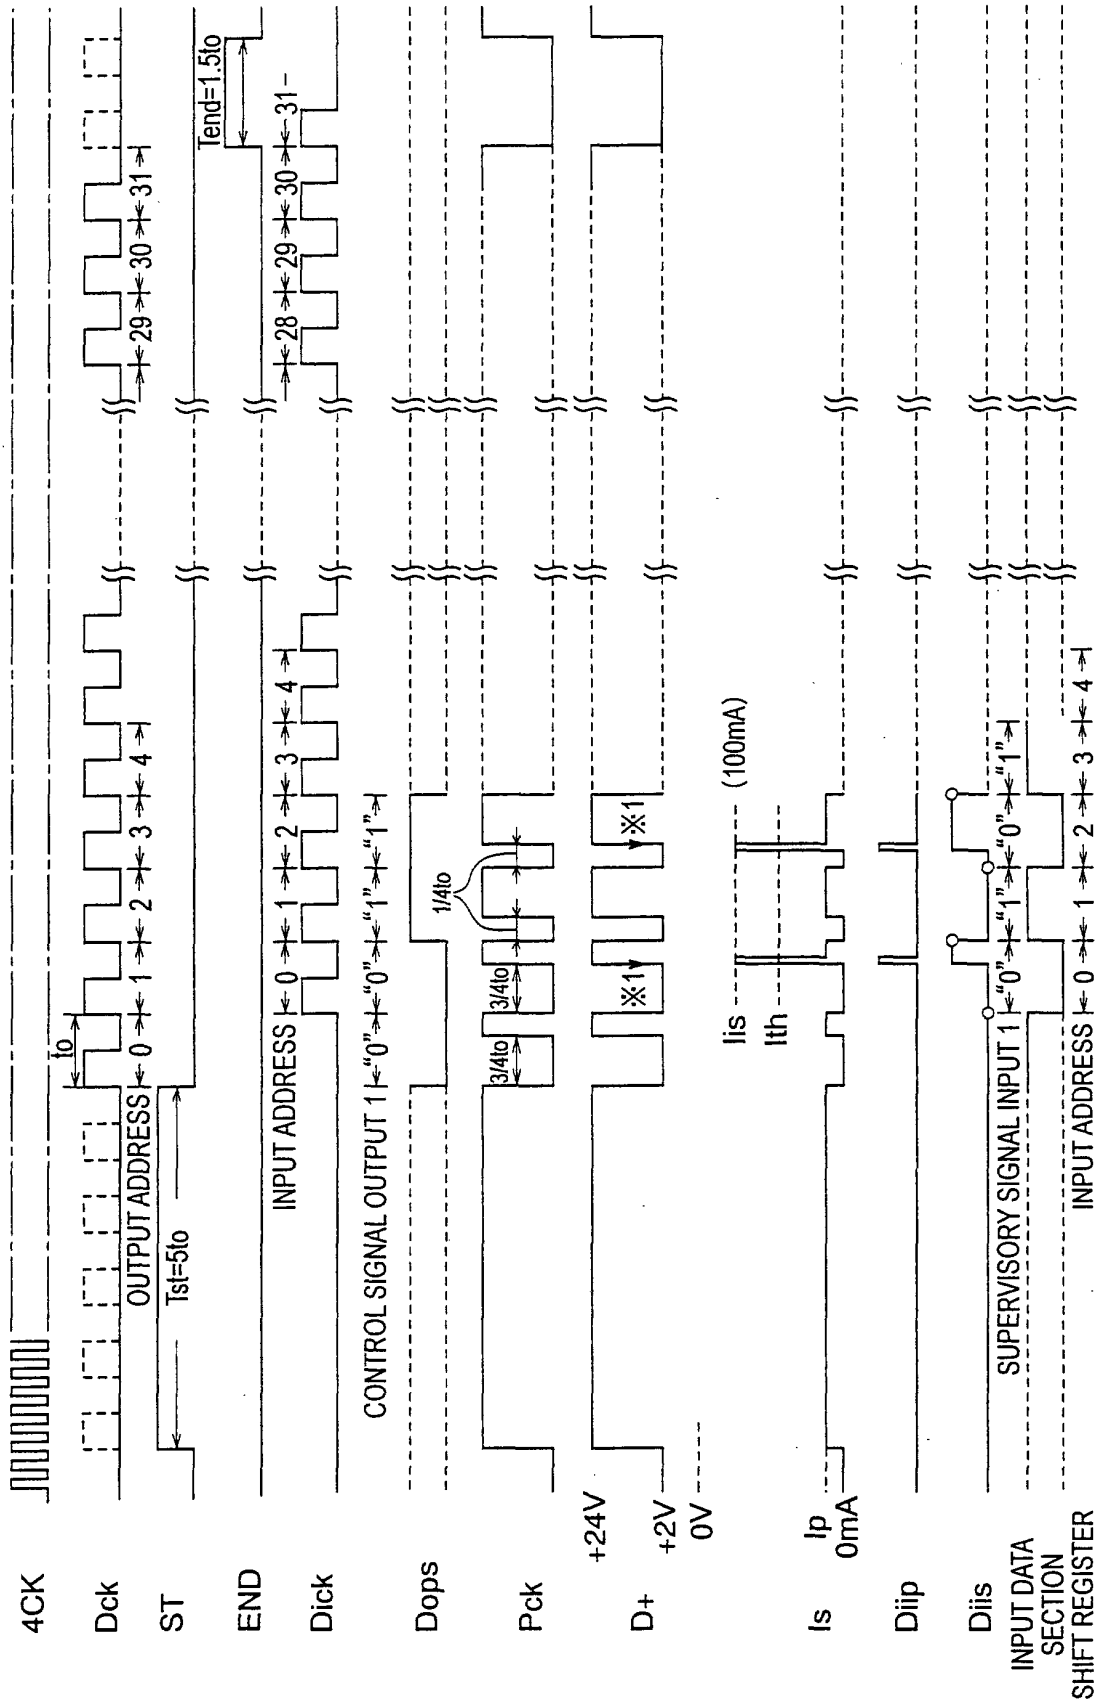 4CK
Dck
to
OUTPUT ADDRESS 0 1 2 3 4 29 30 31
ST
Tst=5to
END
Tend=1.5to
INPUT ADDRESS 0 1 2 3 4 28 29 30 31
Dick
CONTROL SIGNAL OUTPUT 1 "0" "0" "1" "1"
Dops
Pck
3/4to 3/4to 1/4to
+24V
D+
※1 ※1
+2V
0V
Iis (100mA)
Ith
Ip
Is
0mA
Diip
Diis
SUPERVISORY SIGNAL INPUT 1 "0" "1" "0" "1"
INPUT DATA
SECTION
SHIFT REGISTER
INPUT ADDRESS 0 1 2 3 4